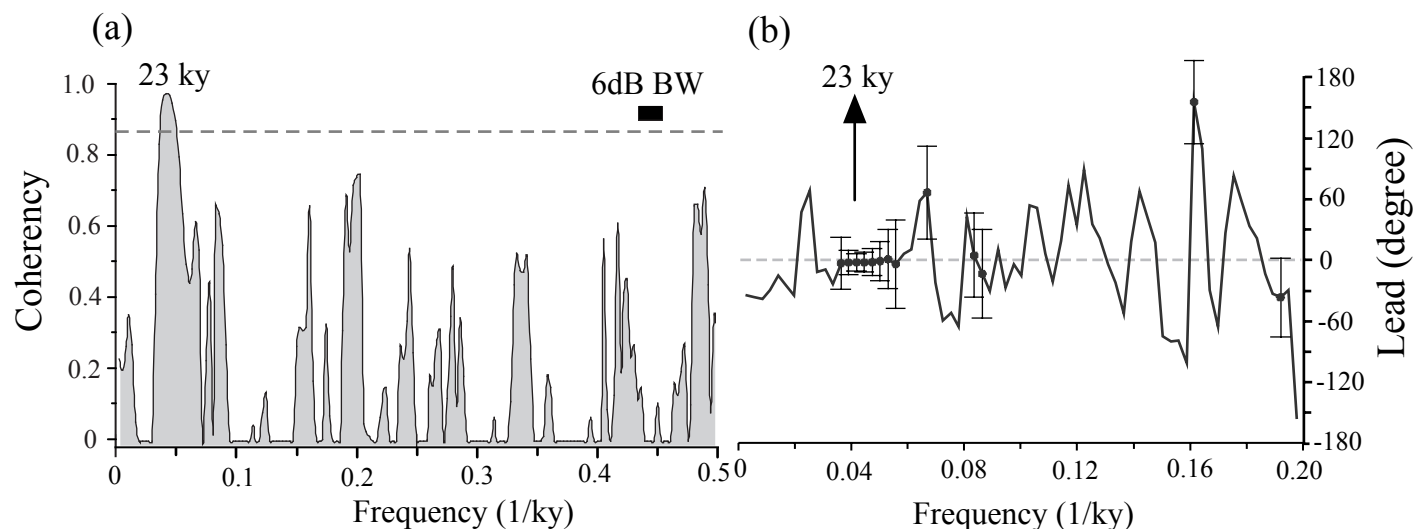 (a)
23 ky
6dB BW
1.0
0.8
0.6
0.4
0.2
0
Coherency
0 0.1 0.2 0.3 0.4 0.5
Frequency (1/ky)
(b)
23 ky
180
120
60
0
-60
-120
-180
Lead (degree)
0 0.04 0.08 0.12 0.16 0.20
Frequency (1/ky)